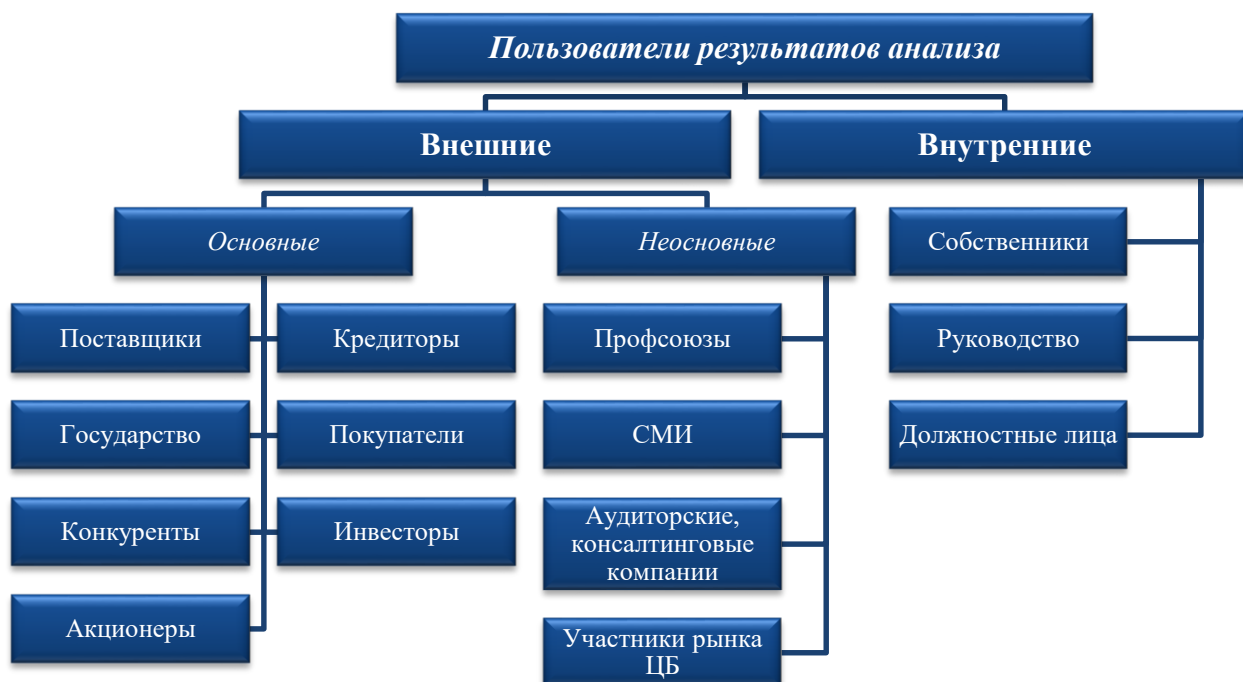 Пользователи результатов анализа
Внешние
Внутренние
Основные
Неосновные
Собственники
Поставщики
Кредиторы
Профсоюзы
Руководство
Государство
Покупатели
СМИ
Должностные лица
Конкуренты
Инвесторы
Аудиторские,
консалтинговые
компании
Акционеры
Участники рынка
ЦБ